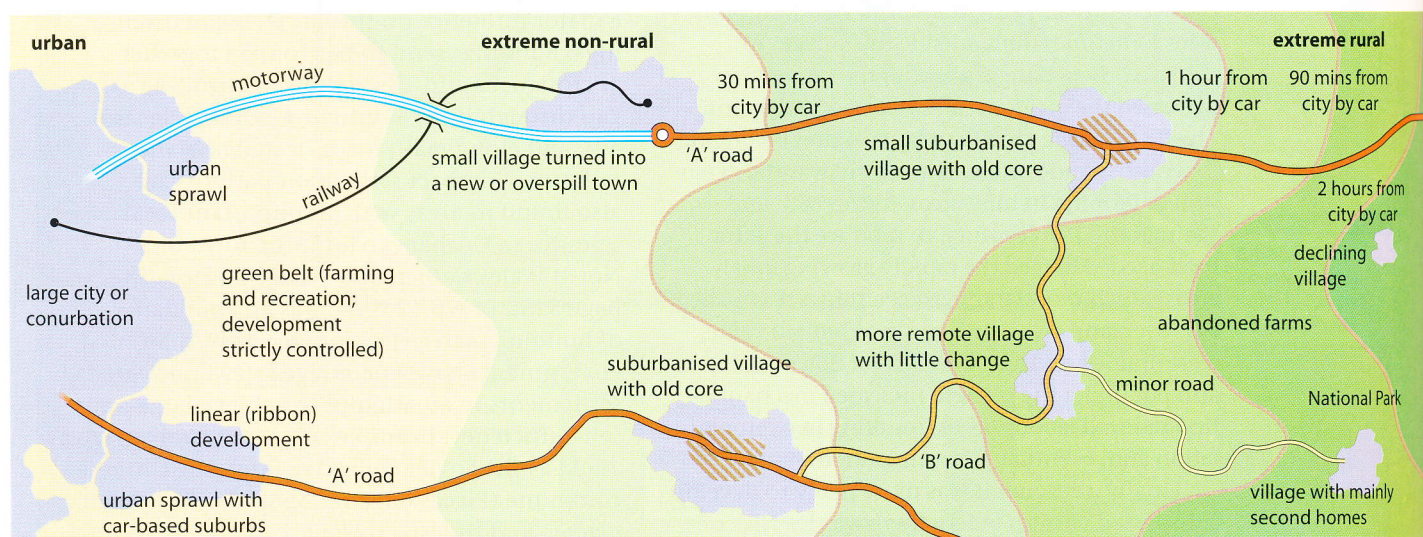 urban
extreme non-rural
extreme rural
motorway
30 mins from
city by car
1 hour from
city by car
90 mins from
city by car
urban
sprawl
railway
small village turned into
a new or overspill town
'A' road
small suburbanised
village with old core
2 hours from
city by car
declining
village
large city or
conurbation
green belt (farming
and recreation;
development
strictly controlled)
abandoned farms
more remote village
with little change
suburbanised village
with old core
minor road
National Park
linear (ribbon)
development
'A' road
'B' road
urban sprawl with
car-based suburbs
village with mainly
second homes